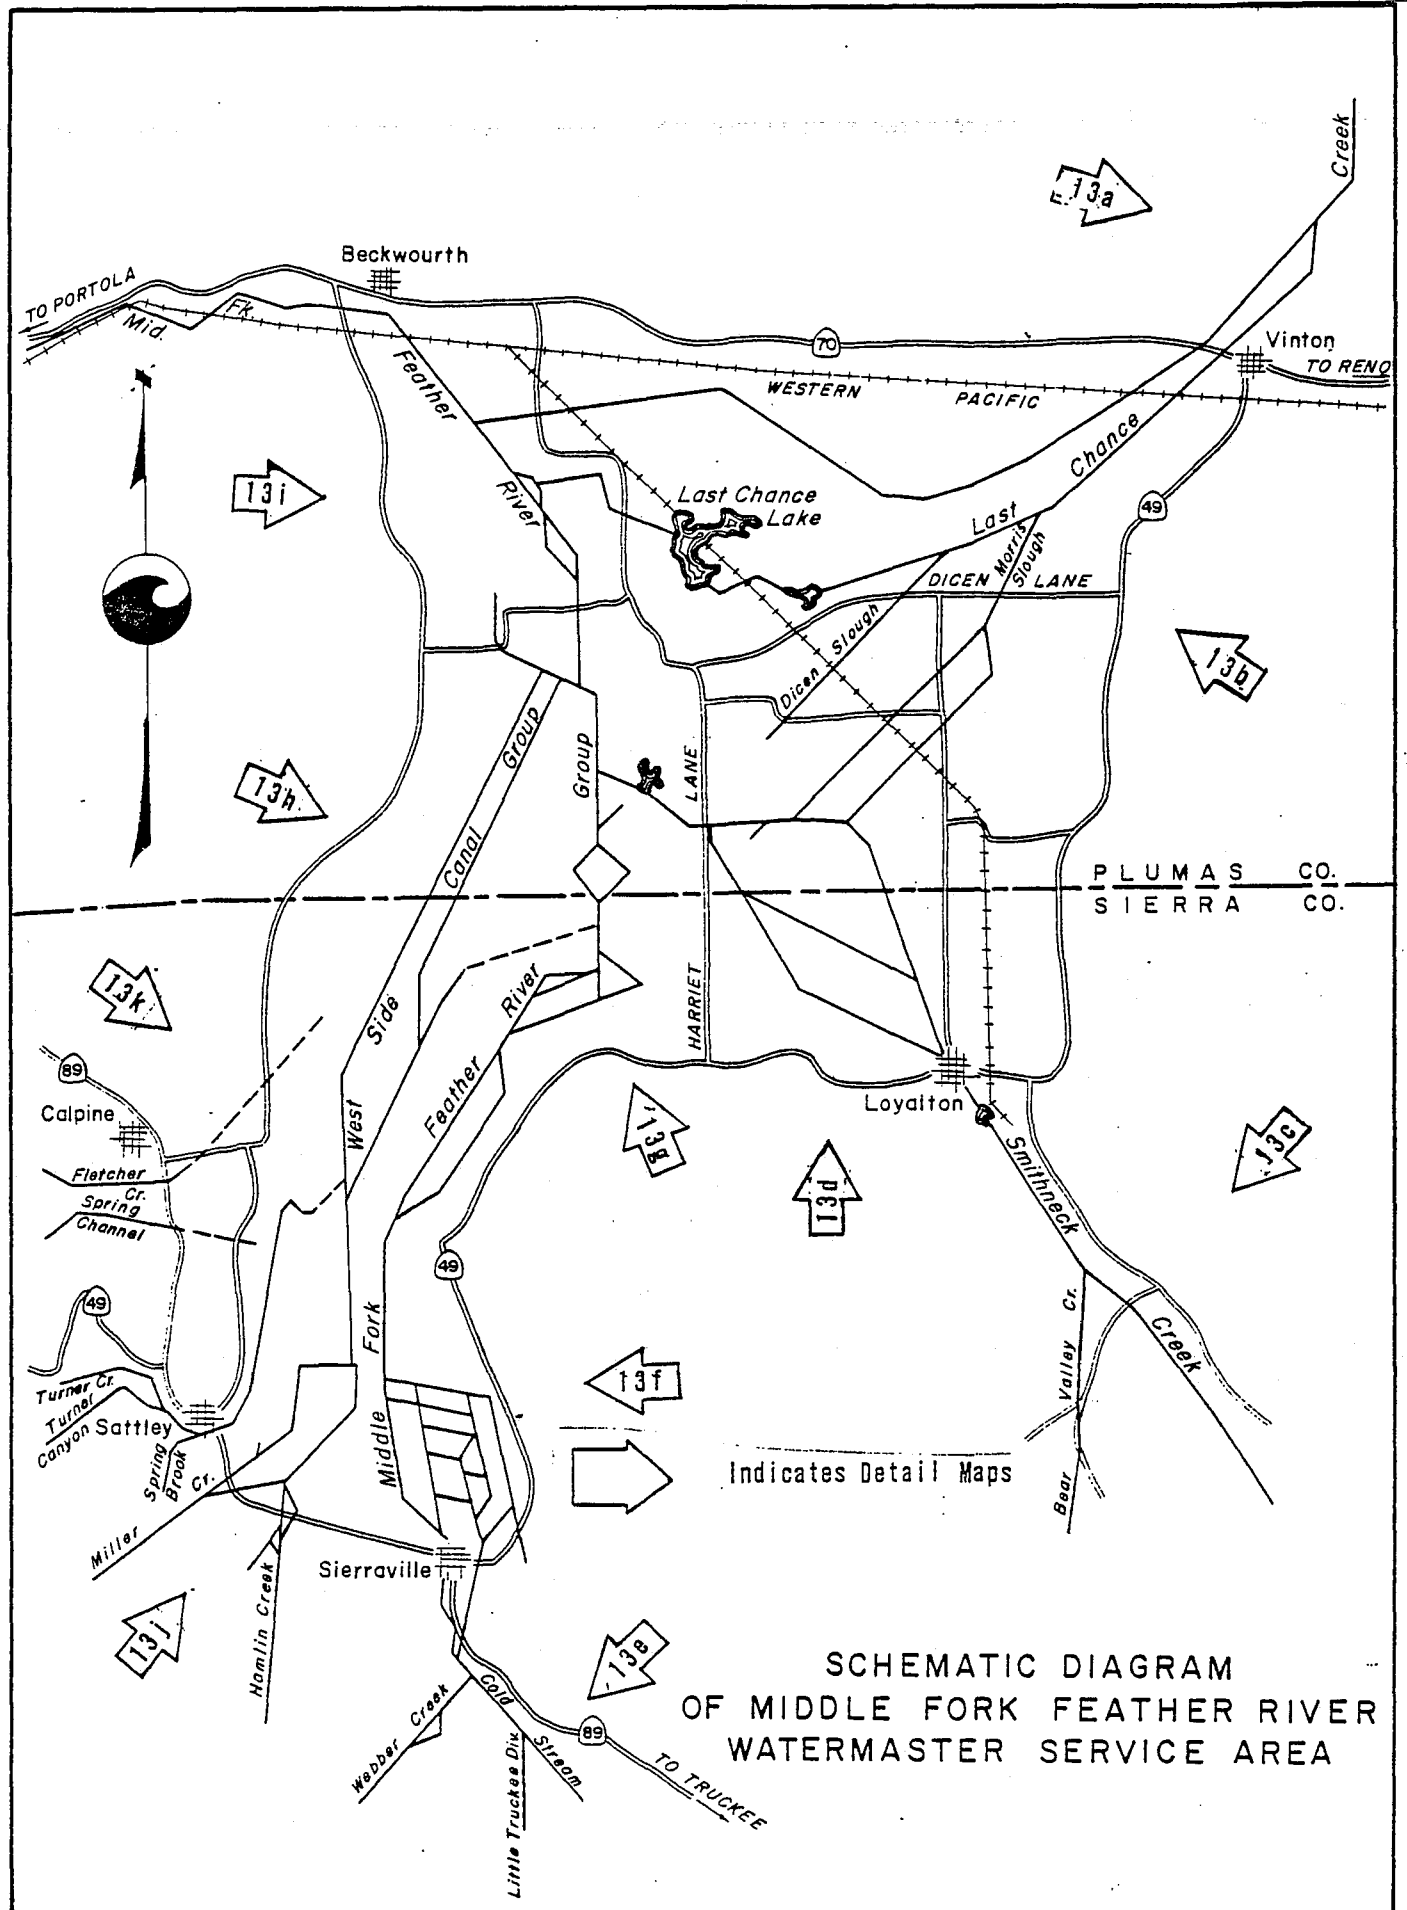 Creek
13a
Beckwourth
TO PORTOLA
Mid.
Fk.
70
Vinton
TO RENO
WESTERN PACIFIC
Feather
River
Chance
Last
13i
Last Chance
Lake
49
Morris
Slough
DICEN LANE
Dicen Slough
13b
Group
Canal
Side
West
Group
LANE
HARRIET
13h
PLUMAS CO.
SIERRA CO.
13k
River
Feather
Fork
Middle
89
Calpine
Fletcher
Cr.
Spring
Channel
Loyalton
13g
13d
13c
Smithneck
Creek
49
49
Valley Cr.
Bear
Turner Cr.
Turner
Canyon
Sattley
Spring
Brook
Miller Cr.
13f
Indicates Detail Maps
Sierraville
Hamlin Creek
13j
13e
Webber Creek
Cold
Stream
Little Truckee Div.
89
TO TRUCKEE
SCHEMATIC DIAGRAM
OF MIDDLE FORK FEATHER RIVER
WATERMASTER SERVICE AREA